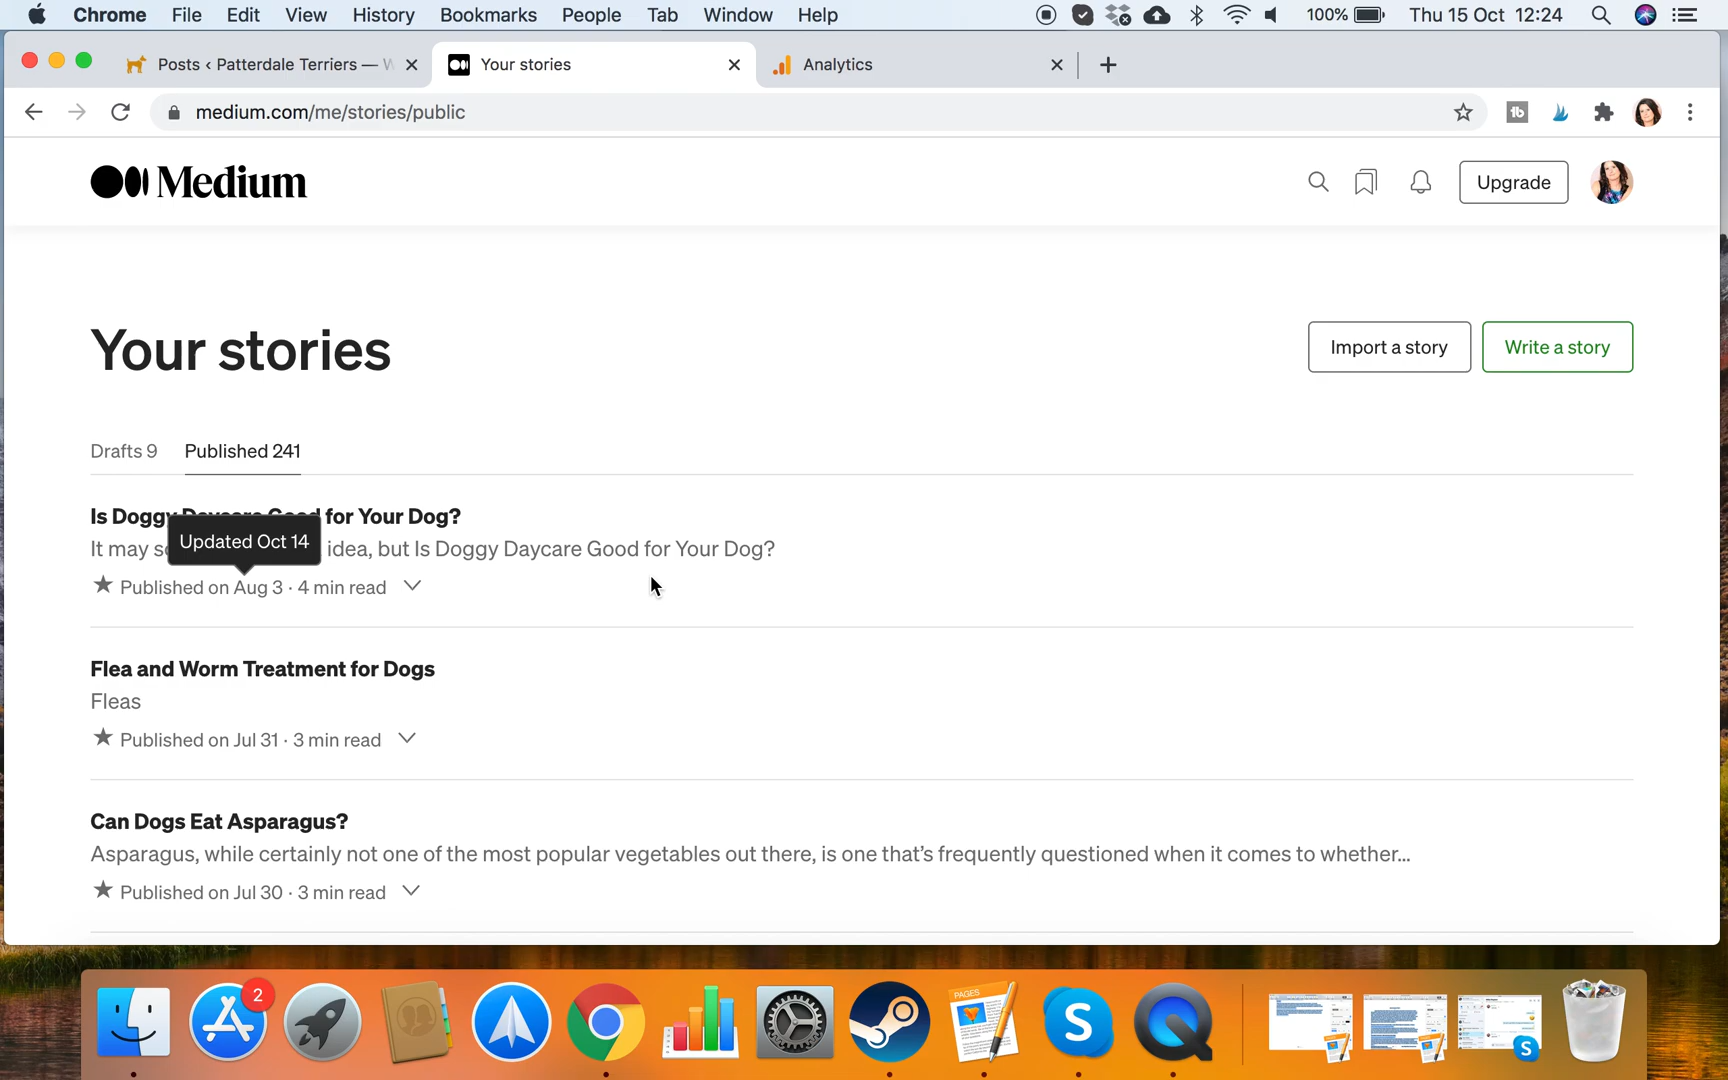 Chrome File Edit View History Bookmarks People Tab Window Help 100% Thu 15 Oct 12:24
Posts ‹ Patterdale Terriers — W Your stories Analytics
medium.com/me/stories/public
Medium Upgrade
Your stories Import a story Write a story
Drafts 9 Published 241
Is Doggy Daycare Good for Your Dog?
Updated Oct 14
It may idea, but Is Doggy Daycare Good for Your Dog?
Published on Aug 3 · 4 min read
Flea and Worm Treatment for Dogs
Fleas
Published on Jul 31 · 3 min read
Can Dogs Eat Asparagus?
Asparagus, while certainly not one of the most popular vegetables out there, is one that's frequently questioned when it comes to whether...
Published on Jul 30 · 3 min read
2
PAGES